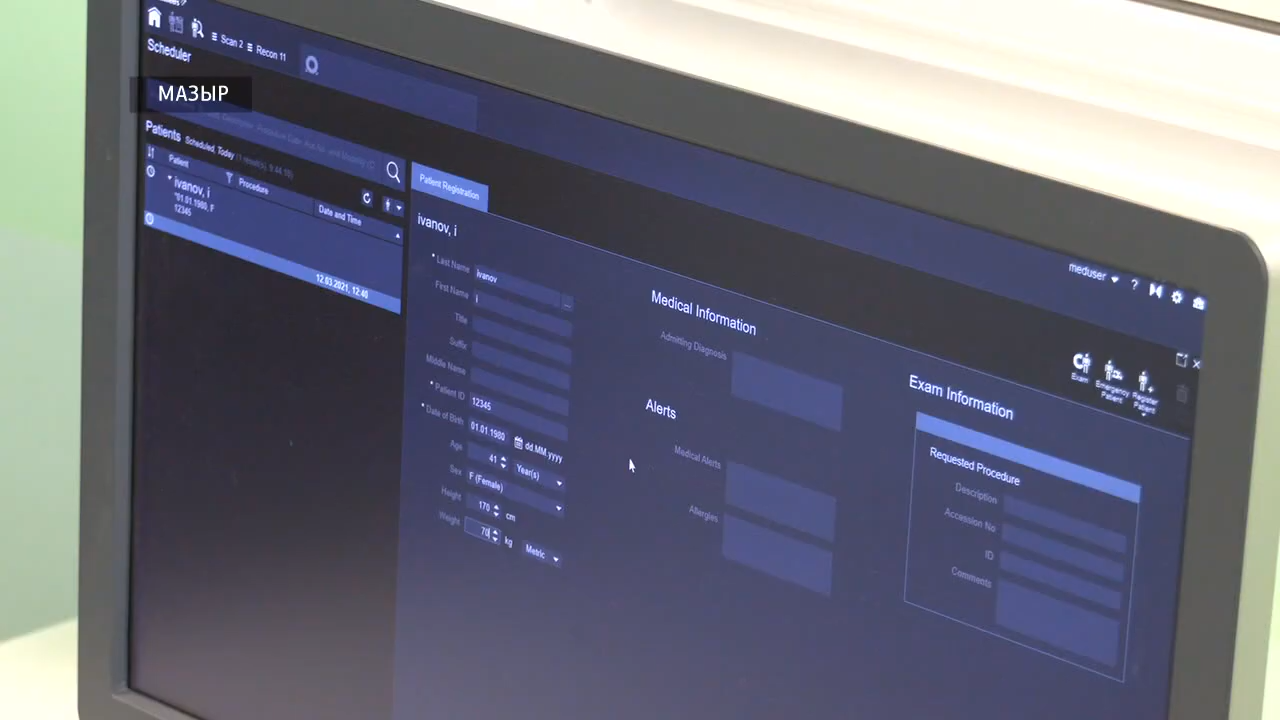 Scan 2
Recon 11
Scheduler
МАЗЫР
Patients Scheduled, Today
Patient
Procedure
Date and Time
ivanov, i
*01.01.1980, F
12345
12.03.2021, 12:40
Patient Registration
ivanov, i
* Last Name ivanov
First Name i
Title
Suffix
Middle Name
* Patient ID 12345
* Date of Birth 01.01.1980 dd.MM.yyyy
Age 41 Year(s)
Sex F (Female)
Height 170 cm
Weight 70 kg Metric
Medical Information
Admitting Diagnosis
Alerts
Medical Alerts
Allergies
meduser ?
Exam
Emergency Patient
Register Patient
Exam Information
Requested Procedure
Description
Accession No
ID
Comments